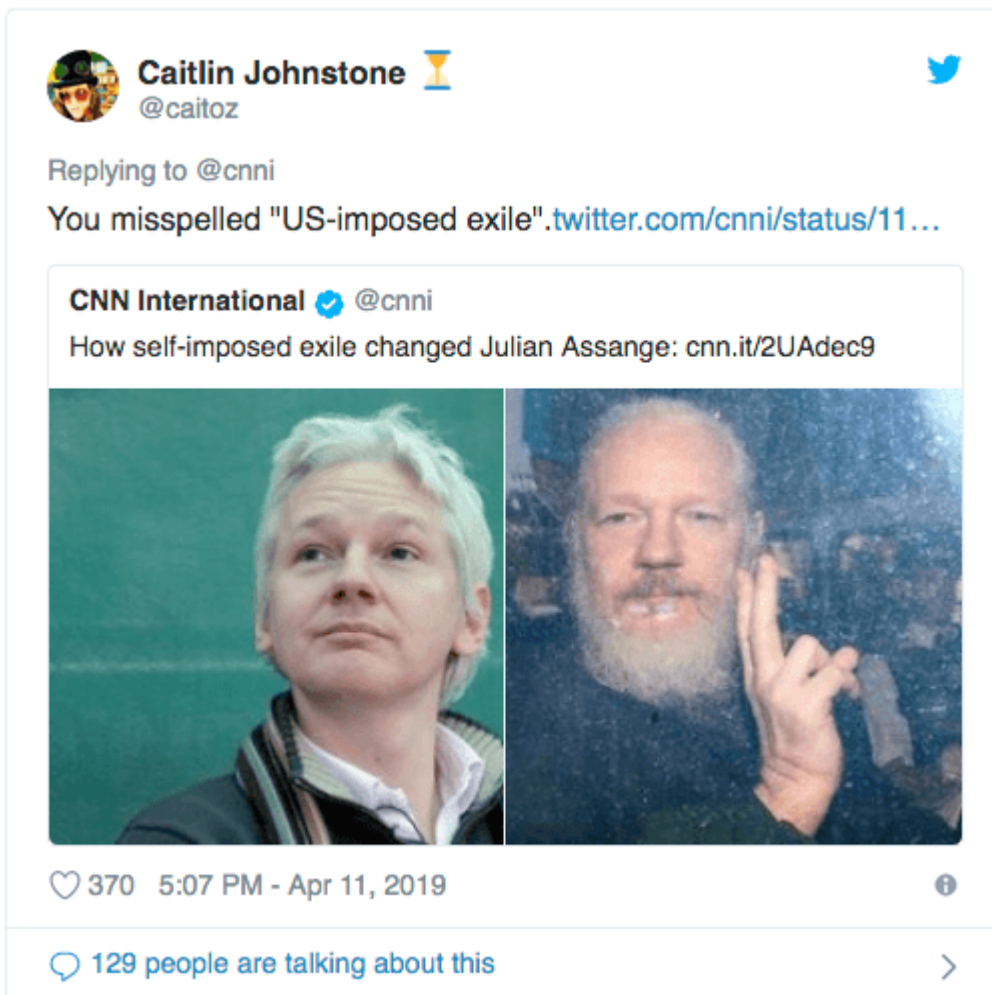 Caitlin Johnstone ⏳
@caitoz
Replying to @cnni
You misspelled "US-imposed exile".twitter.com/cnni/status/11…
CNN International @cnni
How self-imposed exile changed Julian Assange: cnn.it/2UAdec9
370 5:07 PM - Apr 11, 2019
129 people are talking about this